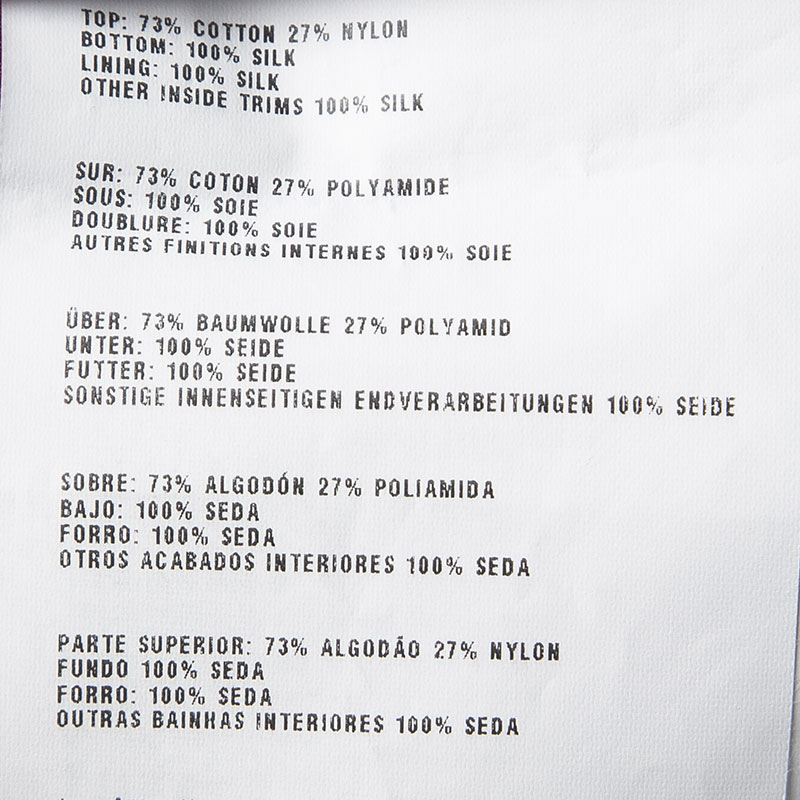 TOP: 73% COTTON 27% NYLON
BOTTOM: 100% SILK
LINING: 100% SILK
OTHER INSIDE TRIMS 100% SILK
SUR: 73% COTON 27% POLYAMIDE
SOUS: 100% SOIE
DOUBLURE: 100% SOIE
AUTRES FINITIONS INTERNES 100% SOIE
ÜBER: 73% BAUMWOLLE 27% POLYAMID
UNTER: 100% SEIDE
FUTTER: 100% SEIDE
SONSTIGE INNENSEITIGEN ENDVERARBEITUNGEN 100% SEIDE
SOBRE: 73% ALGODÓN 27% POLIAMIDA
BAJO: 100% SEDA
FORRO: 100% SEDA
OTROS ACABADOS INTERIORES 100% SEDA
PARTE SUPERIOR: 73% ALGODÃO 27% NYLON
FUNDO 100% SEDA
FORRO: 100% SEDA
OUTRAS BAINHAS INTERIORES 100% SEDA